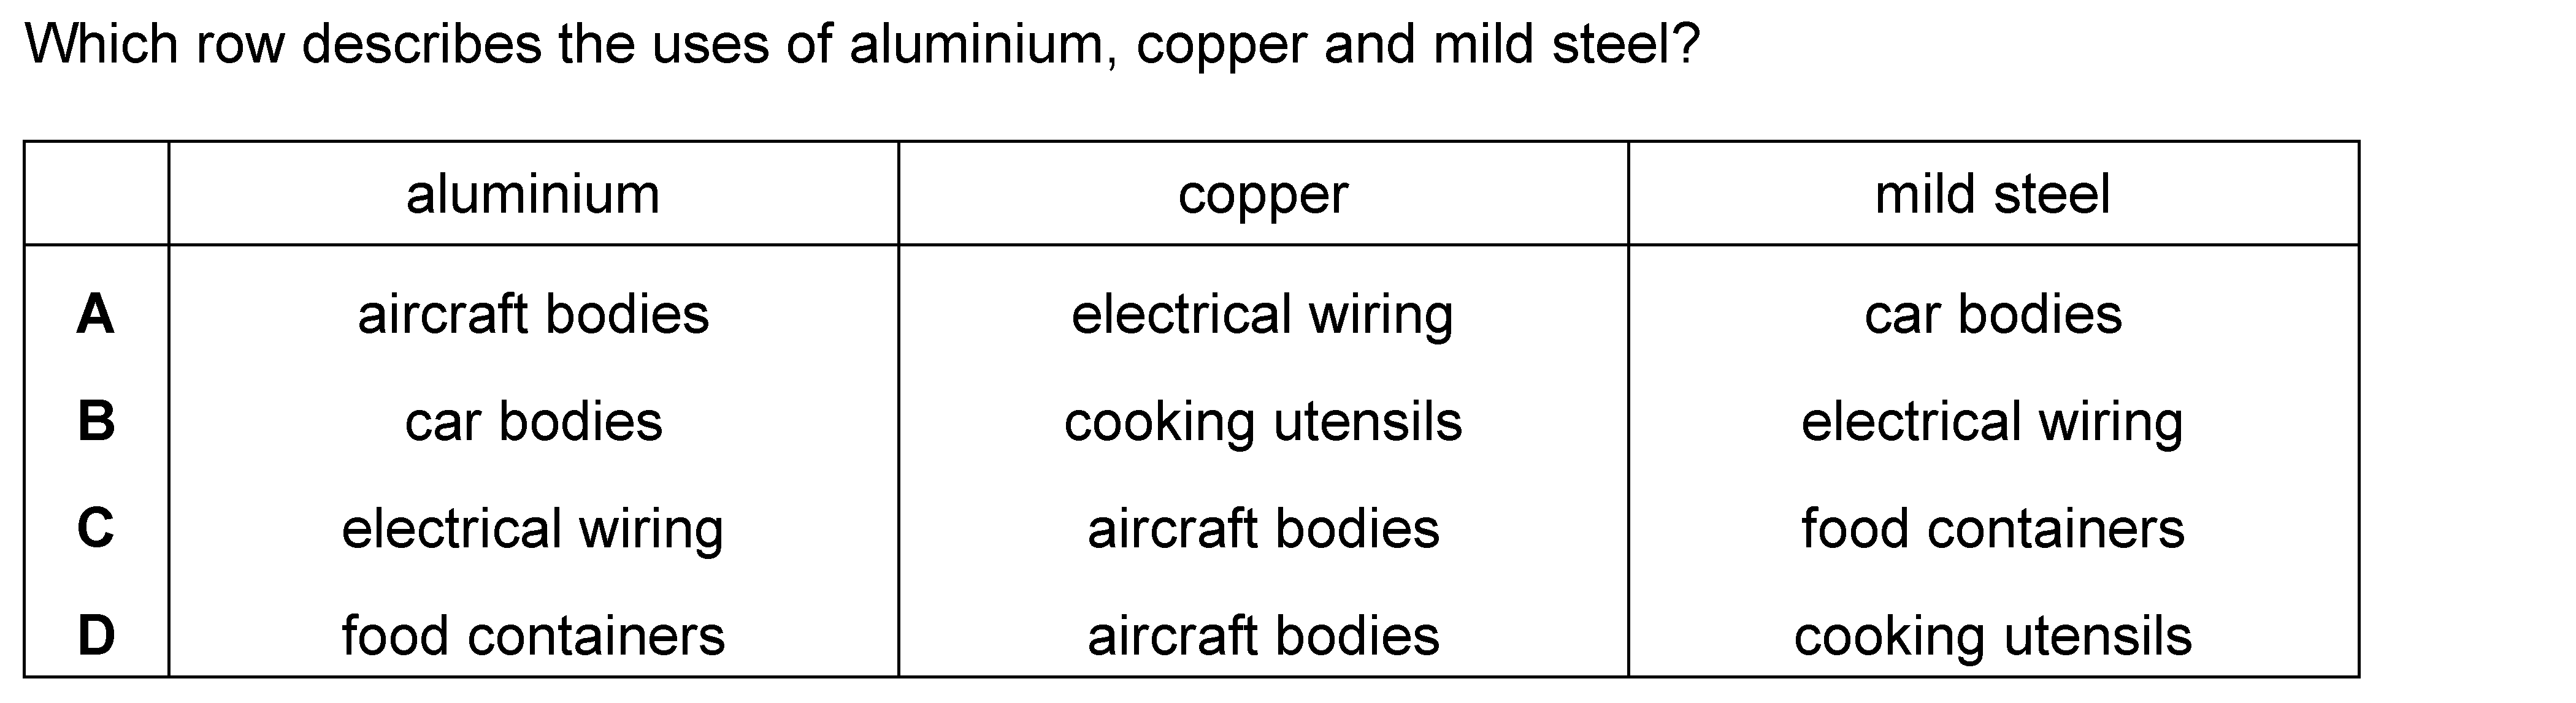 Which row describes the uses of aluminium, copper and mild steel?
aluminium copper mild steel
A aircraft bodies electrical wiring car bodies
B car bodies cooking utensils electrical wiring
C electrical wiring aircraft bodies food containers
D food containers aircraft bodies cooking utensils